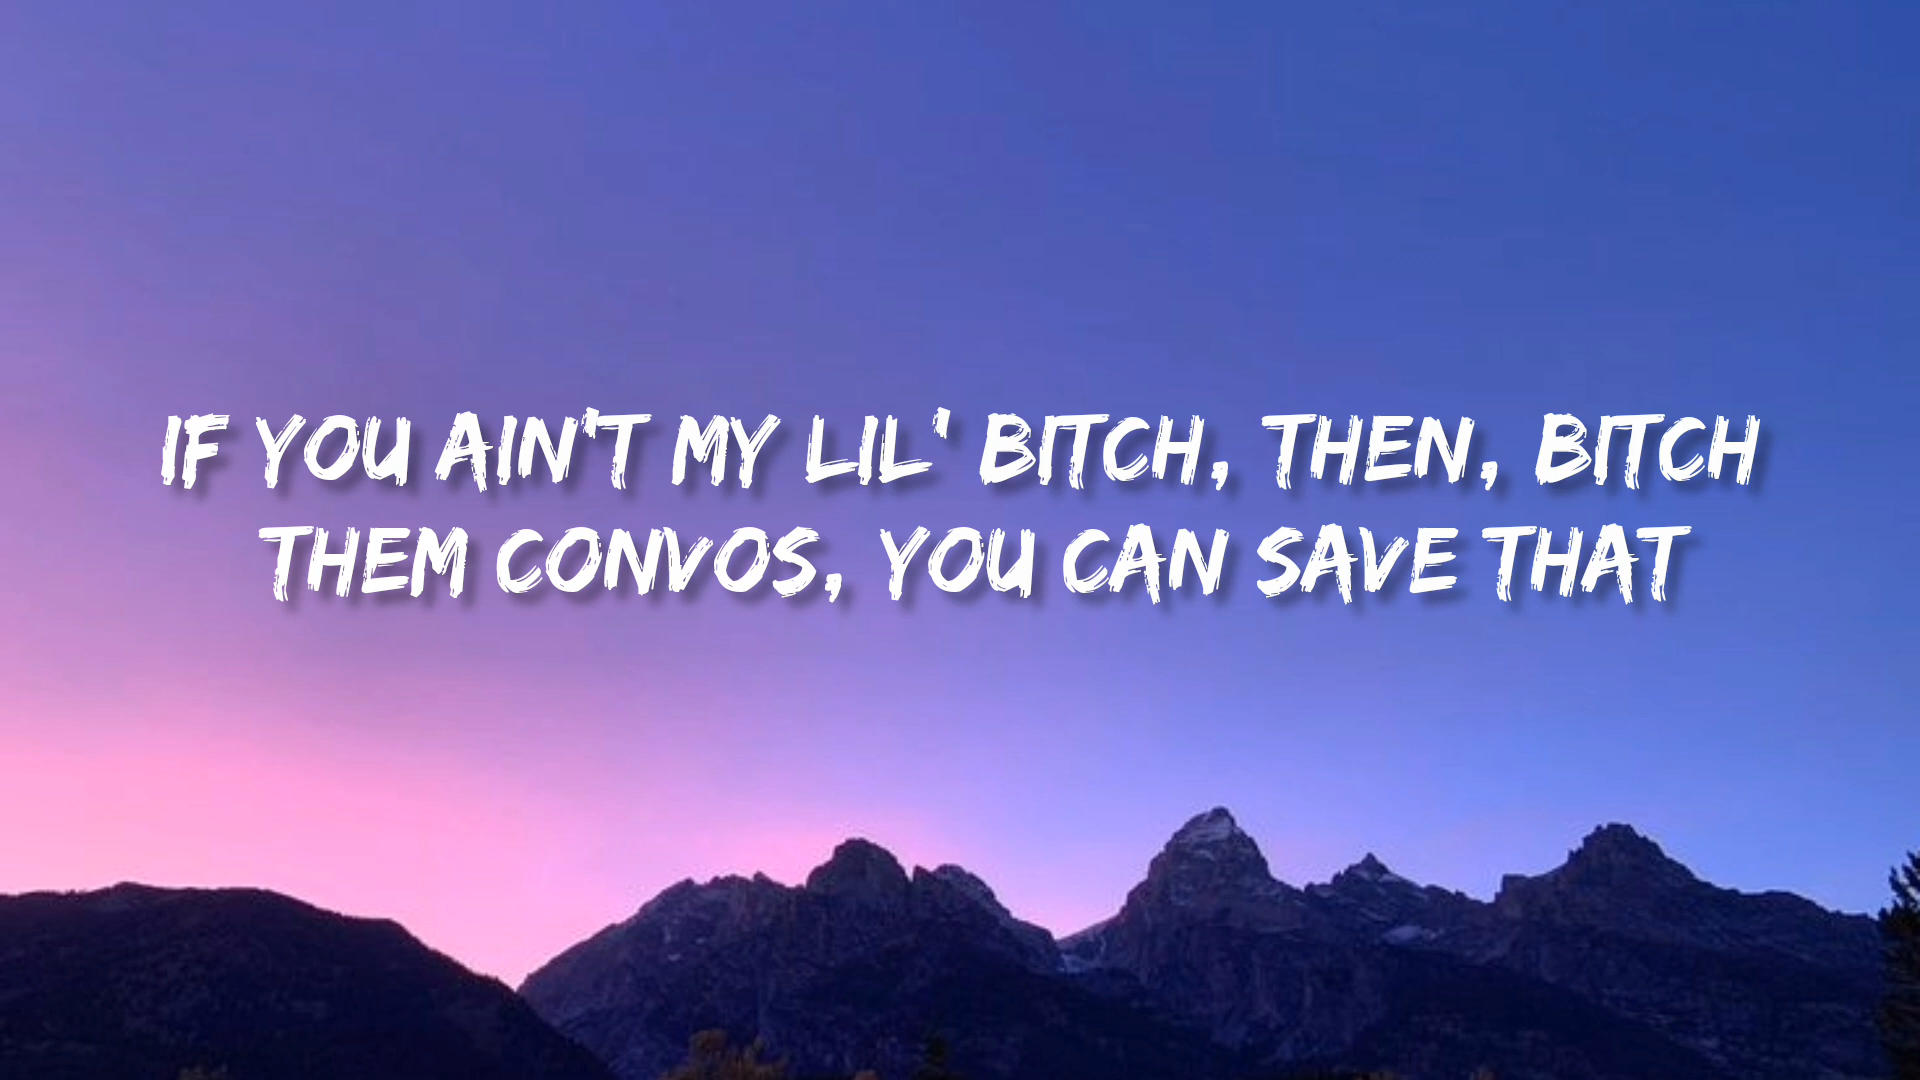 IF YOU AIN'T MY LIL' BITCH, THEN, BITCH
THEM CONVOS, YOU CAN SAVE THAT